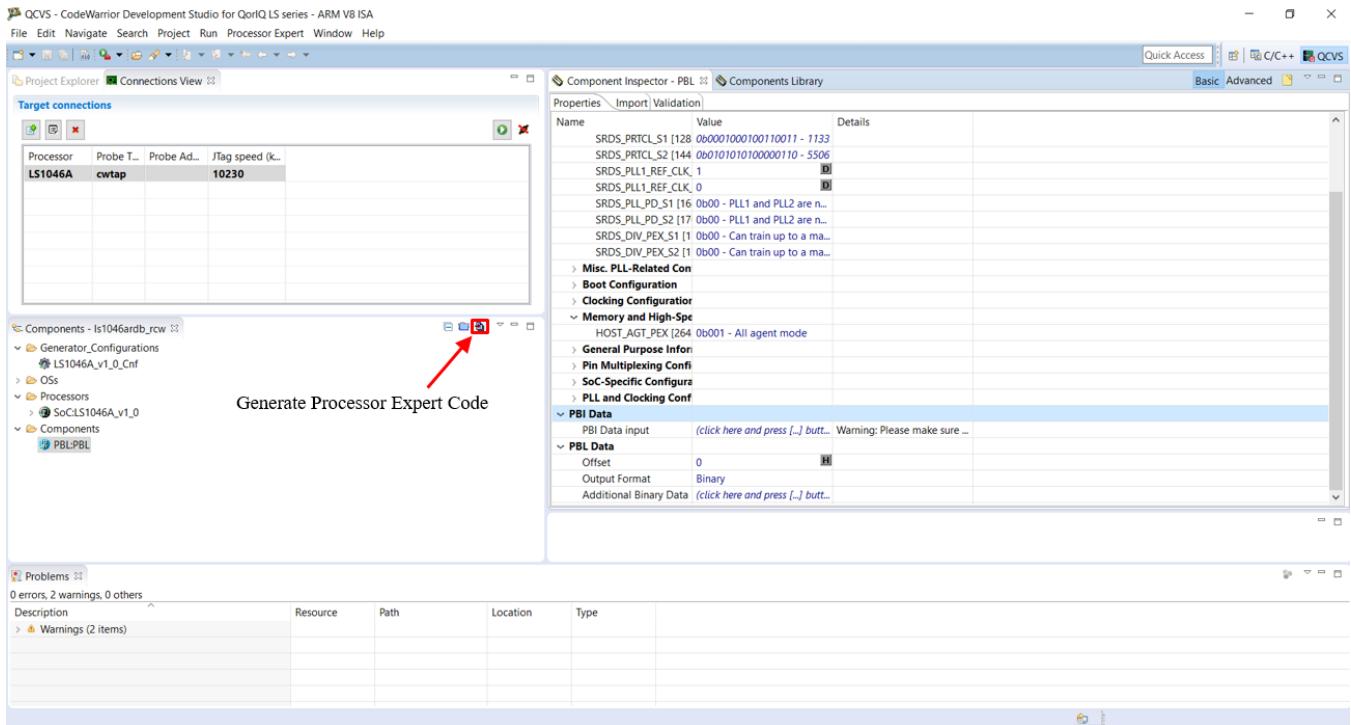 QCVS - CodeWarrior Development Studio for QorIQ LS series - ARM V8 ISA
File Edit Navigate Search Project Run Processor Expert Window Help
Quick Access C/C++ QCVS
Project Explorer Connections View
Target connections
Processor Probe T... Probe Ad... JTag speed (k...
LS1046A cwtap 10230
Components - ls1046ardb_rcw
Generator_Configurations
LS1046A_v1_0_Cnf
OSs
Processors
SoC:LS1046A_v1_0
Components
PBL:PBL
Generate Processor Expert Code
Component Inspector - PBL Components Library Basic Advanced
Properties Import Validation
Name Value Details
SRDS_PRTCL_S1 [128 0b0001000100110011 - 1133
SRDS_PRTCL_S2 [144 0b0101010100000110 - 5506
SRDS_PLL1_REF_CLK_ 1 D
SRDS_PLL1_REF_CLK_ 0 D
SRDS_PLL_PD_S1 [16 0b00 - PLL1 and PLL2 are n...
SRDS_PLL_PD_S2 [17 0b00 - PLL1 and PLL2 are n...
SRDS_DIV_PEX_S1 [1 0b00 - Can train up to a ma...
SRDS_DIV_PEX_S2 [1 0b00 - Can train up to a ma...
Misc. PLL-Related Con
Boot Configuration
Clocking Configuration
Memory and High-Spe
HOST_AGT_PEX [264 0b001 - All agent mode
General Purpose Infor
Pin Multiplexing Confi
SoC-Specific Configura
PLL and Clocking Conf
PBI Data
PBI Data input (click here and press [...] butt... Warning: Please make sure ...
PBL Data
Offset 0 H
Output Format Binary
Additional Binary Data (click here and press [...] butt...
Problems
0 errors, 2 warnings, 0 others
Description Resource Path Location Type
Warnings (2 items)